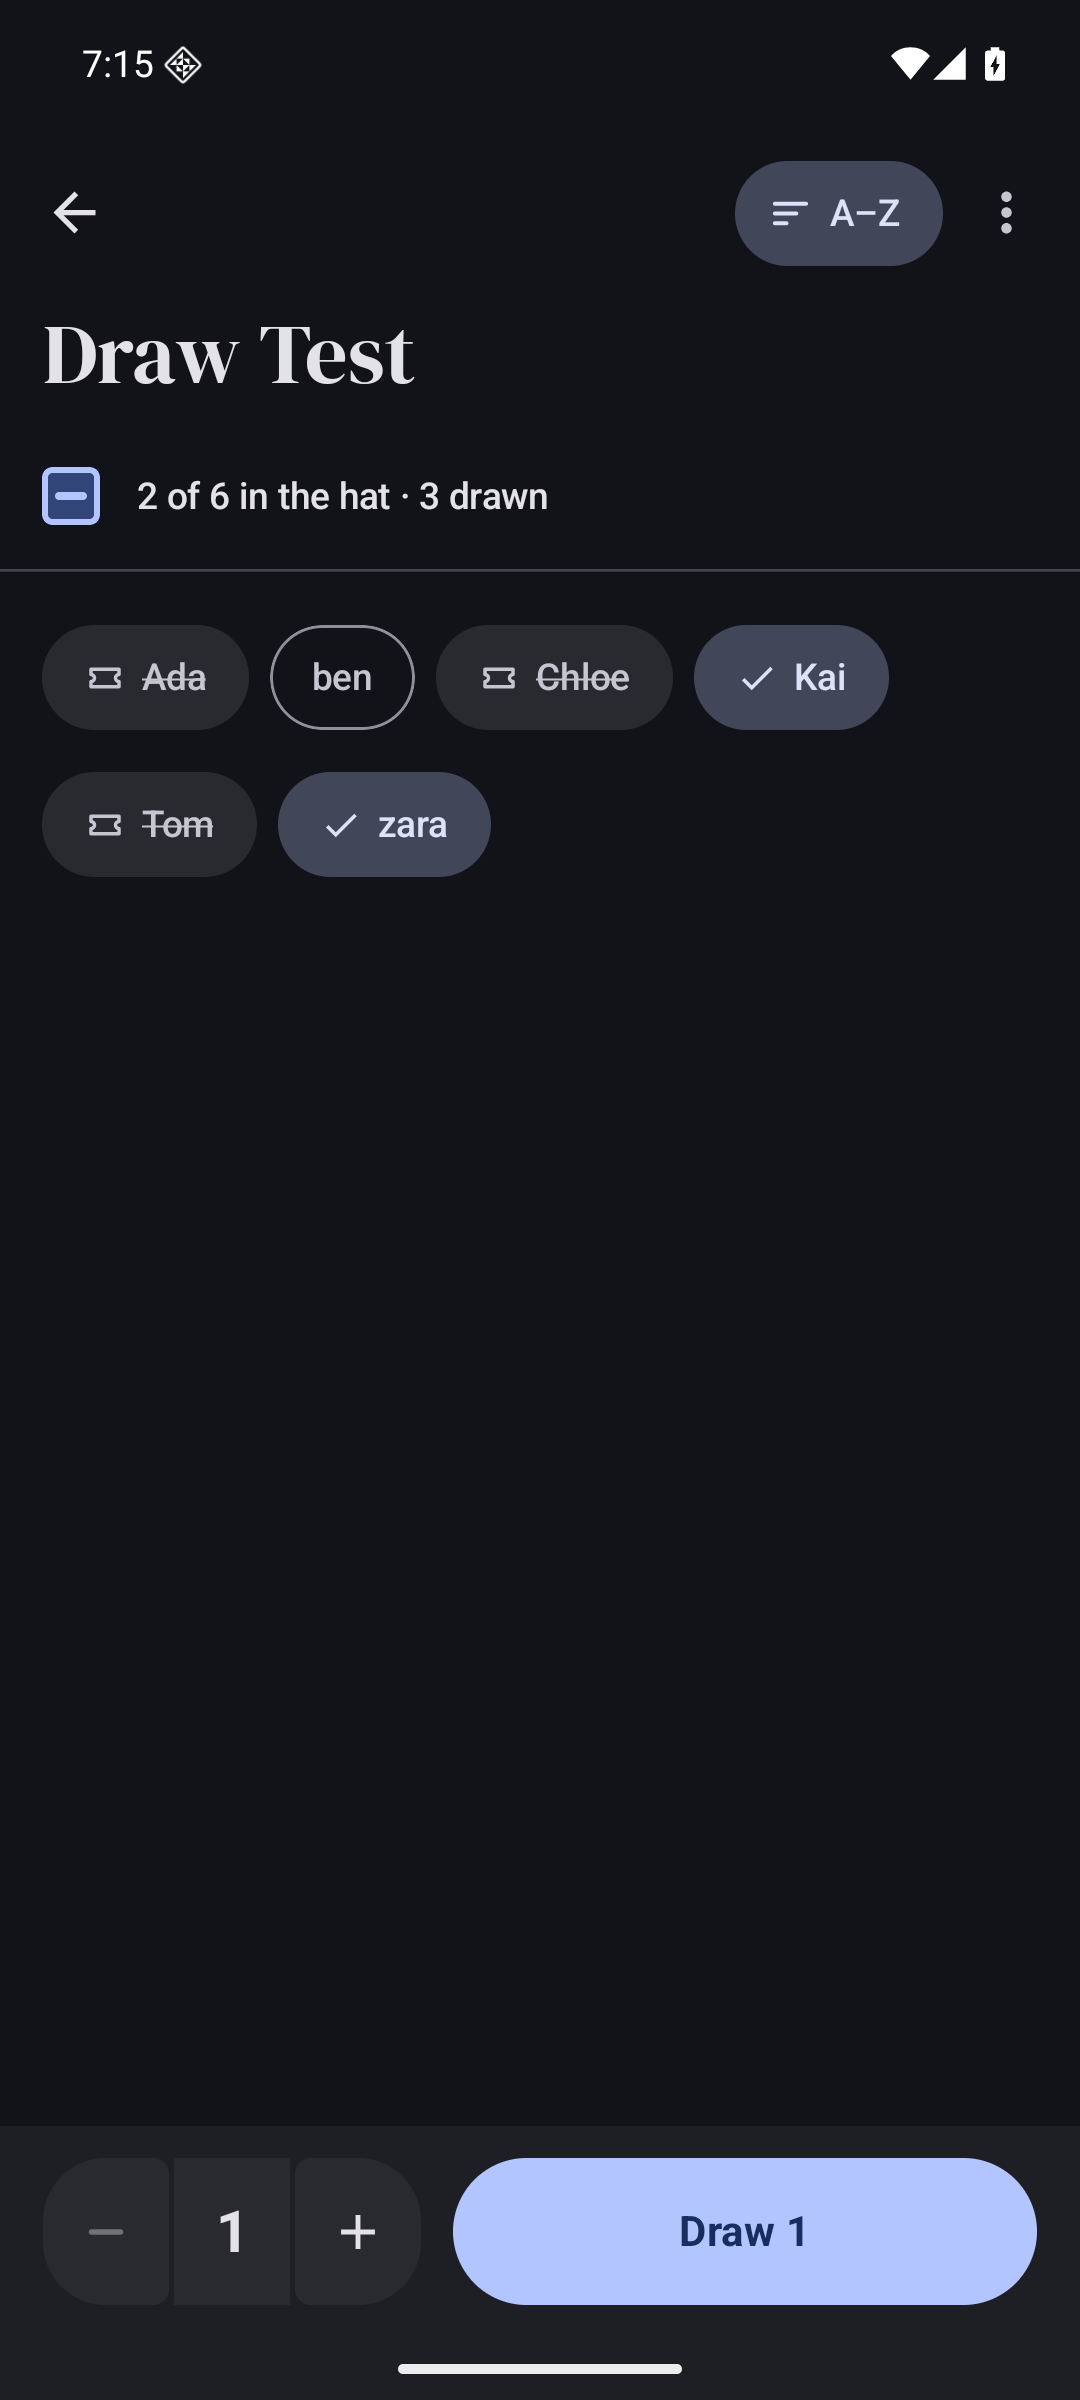 7:15
A–Z
Draw Test
2 of 6 in the hat · 3 drawn
Ada ben Chloe Kai
Tom zara
1 Draw 1